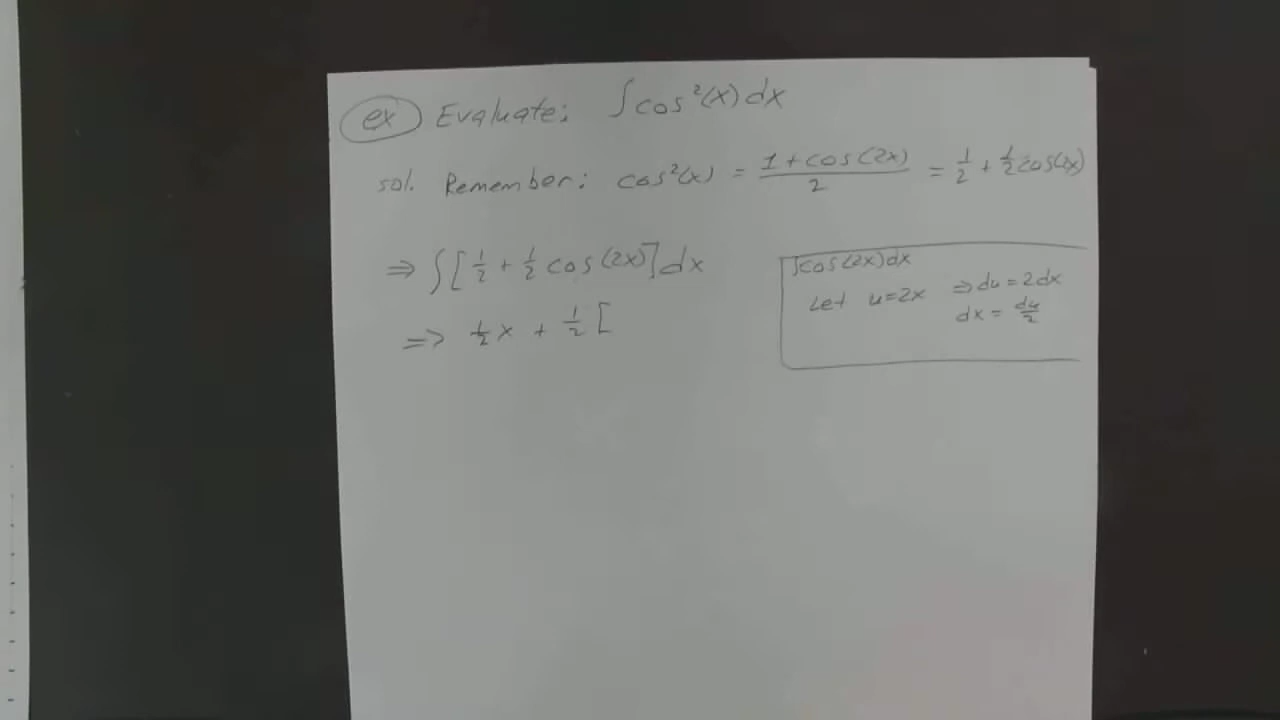 ex Evaluate: ∫cos²(x)dx
sol. Remember: cos²(x) = (1+cos(2x))/2 = 1/2 + 1/2 cos(2x)
⇒ ∫[1/2 + 1/2 cos(2x)]dx
⇒ 1/2 x + 1/2 [
∫cos(2x)dx
Let u=2x ⇒ du=2dx
dx = du/2